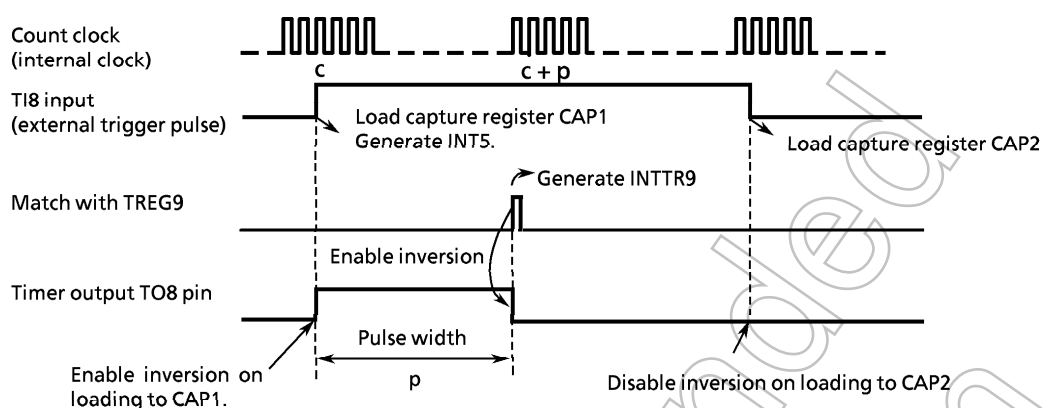 Count clock
(internal clock)
c
c + p
TI8 input
(external trigger pulse)
Load capture register CAP1
Generate INT5.
Load capture register CAP2
Generate INTTR9
Match with TREG9
Enable inversion
Timer output TO8 pin
Pulse width
p
Enable inversion on
loading to CAP1.
Disable inversion on loading to CAP2
nded